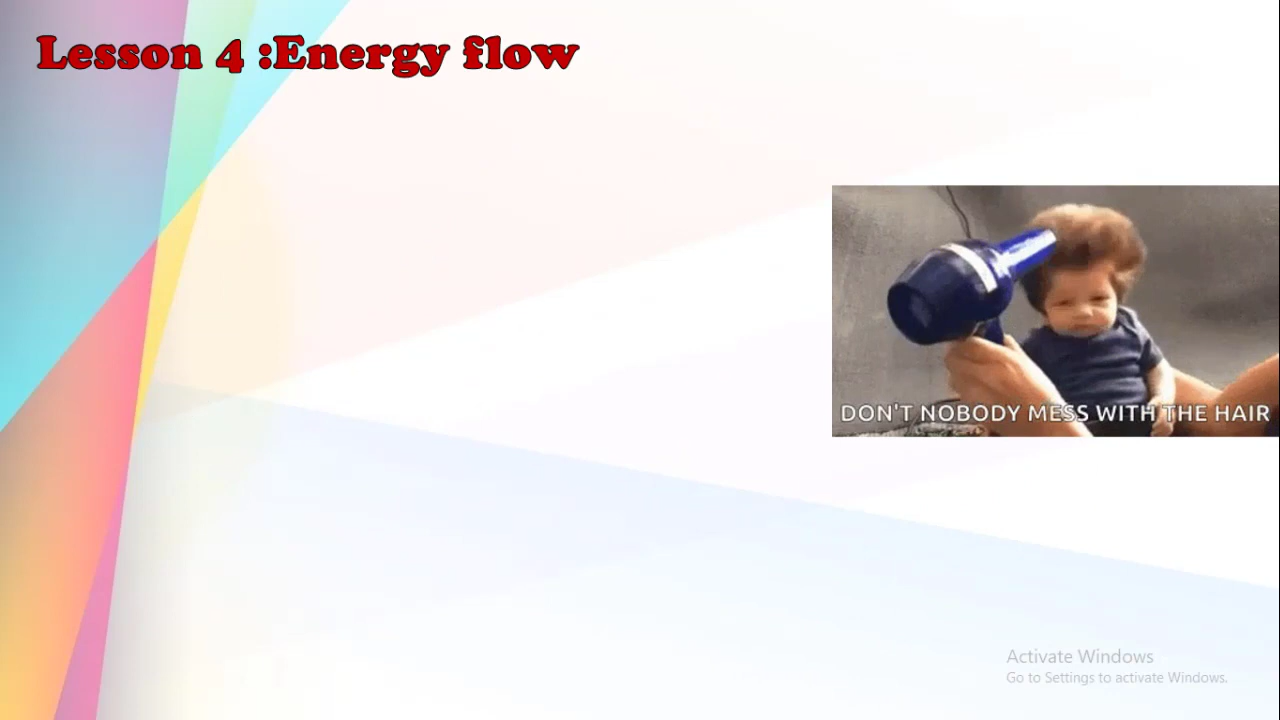 Lesson 4 :Energy flow
DON'T NOBODY MESS WITH THE HAIR
Activate Windows
Go to Settings to activate Windows.